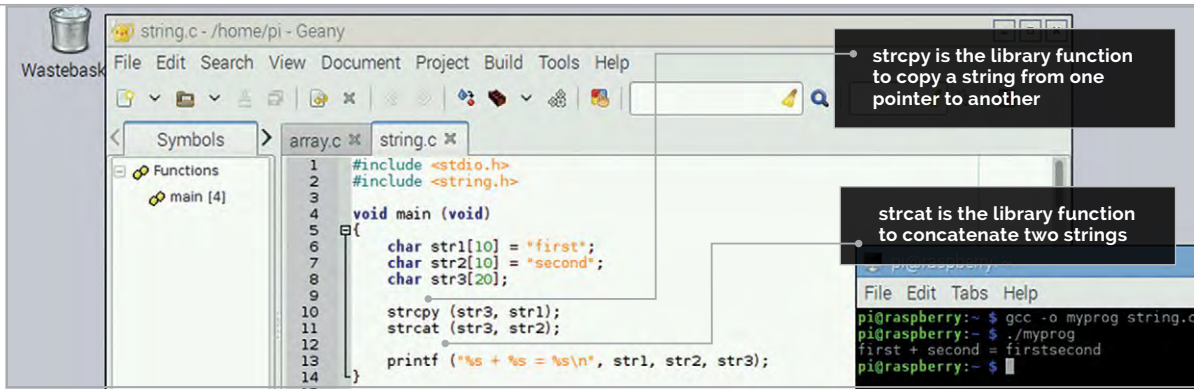 string.c - /home/pi - Geany
Wastebask
File Edit Search View Document Project Build Tools Help
Symbols
array.c
string.c
Functions
main [4]
1 #include <stdio.h>
2 #include <string.h>
3
4 void main (void)
5 {
6 char str1[10] = "first";
7 char str2[10] = "second";
8 char str3[20];
9
10 strcpy (str3, str1);
11 strcat (str3, str2);
12
13 printf ("%s + %s = %s\n", str1, str2, str3);
14 }
strcpy is the library function
to copy a string from one
pointer to another
strcat is the library function
to concatenate two strings
pi@raspberry:
File Edit Tabs Help
pi@raspberry:~ $ gcc -o myprog string.c
pi@raspberry:~ $ ./myprog
first + second = firstsecond
pi@raspberry:~ $